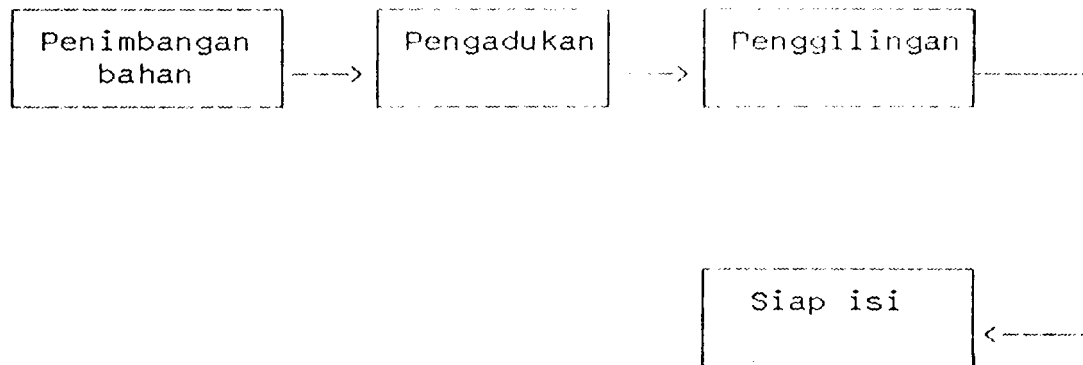 Penimbangan
bahan
Pengadukan
Penggilingan
Siap isi